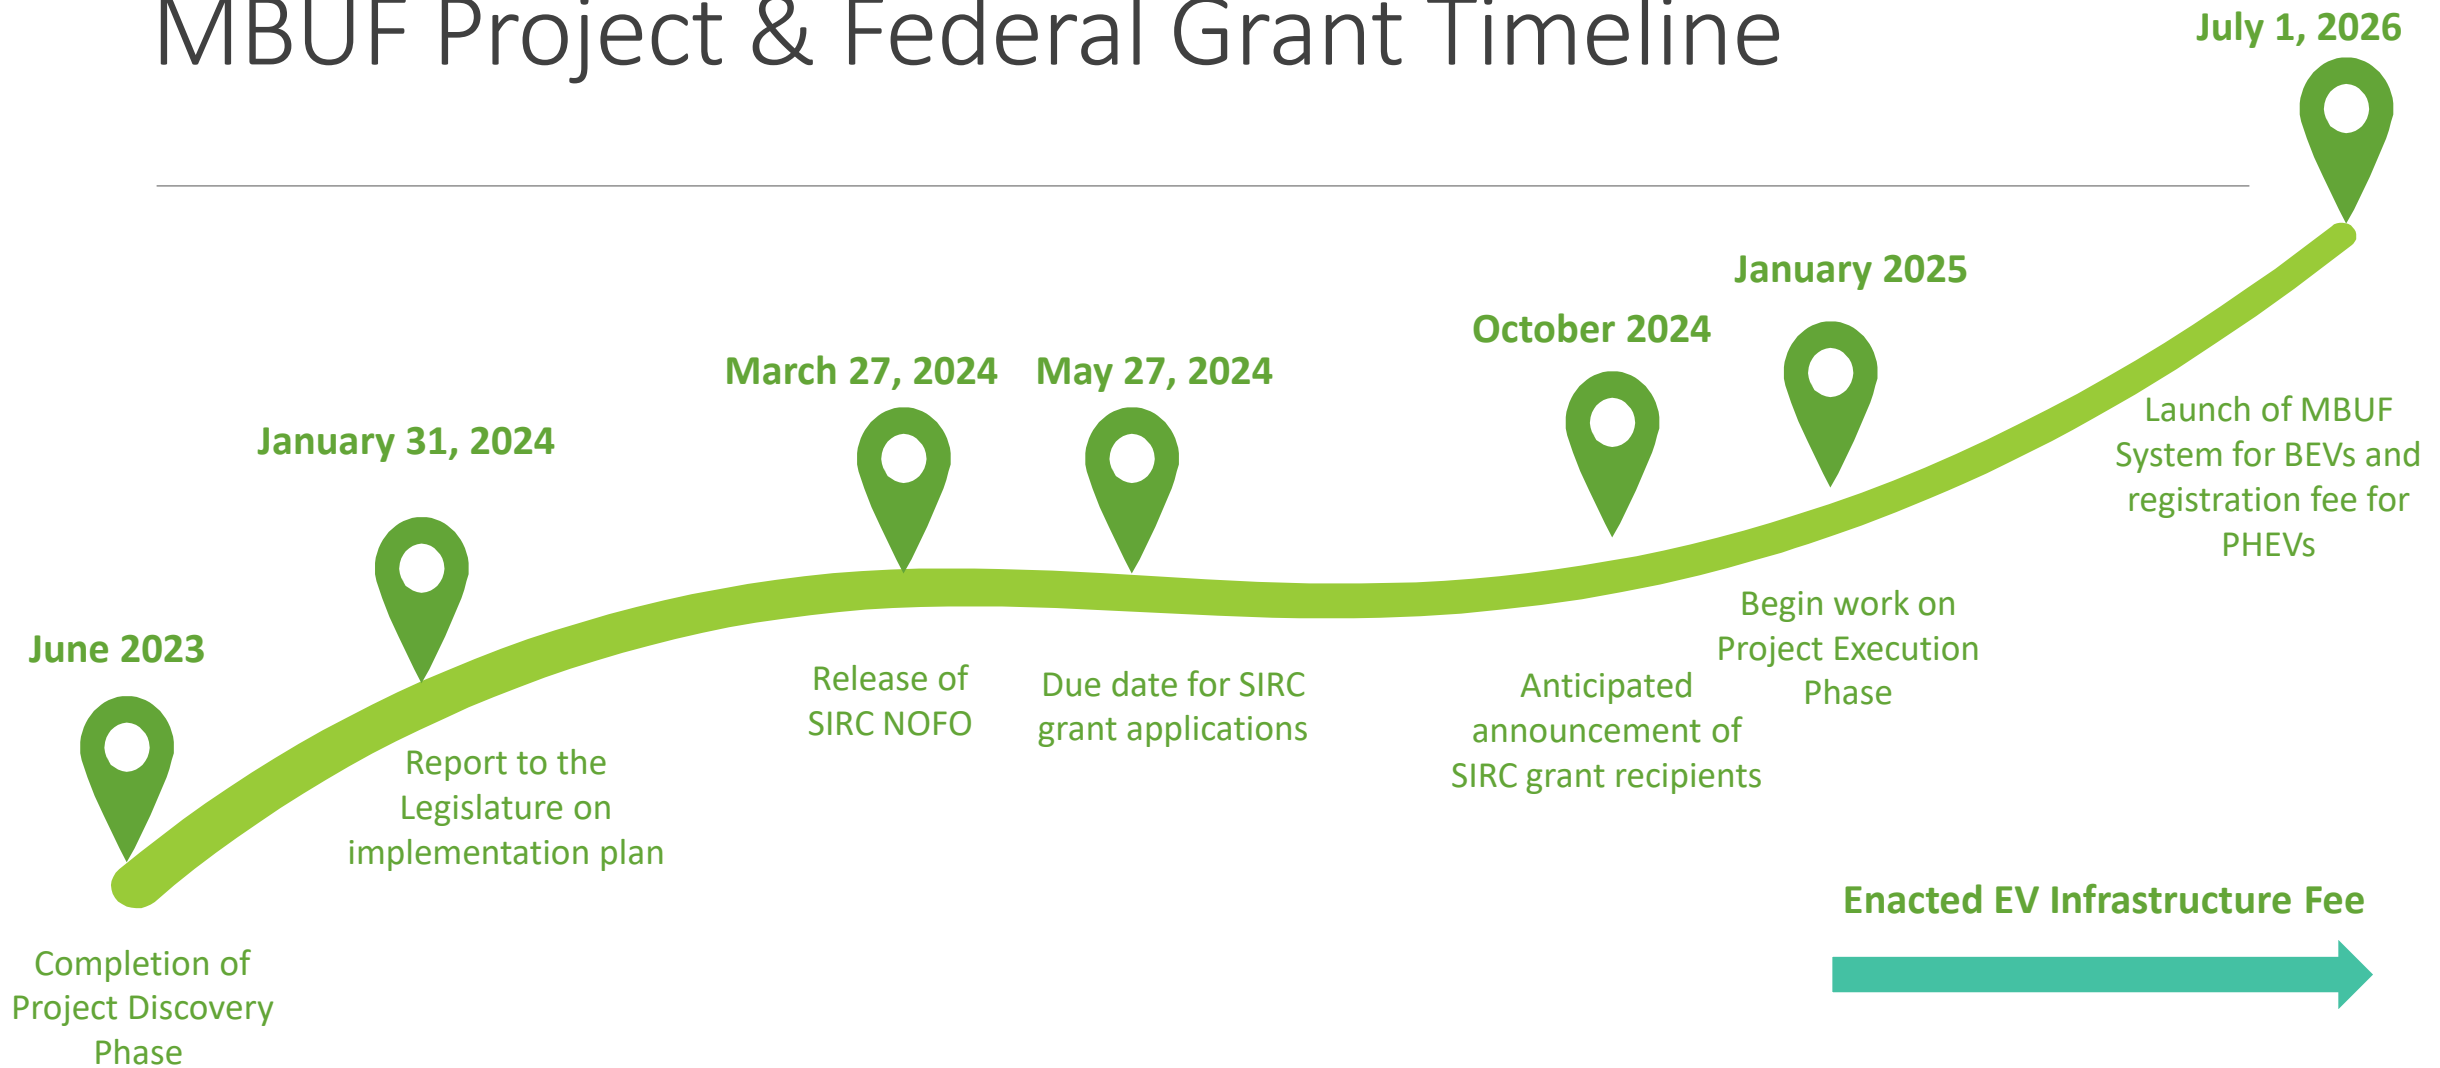 MBUF Project & Federal Grant Timeline
July 1, 2026
January 2025
October 2024
March 27, 2024
May 27, 2024
January 31, 2024
June 2023
Launch of MBUF
System for BEVs and
registration fee for
PHEVs
Begin work on
Project Execution
Phase
Anticipated
announcement of
SIRC grant recipients
Due date for SIRC
grant applications
Release of
SIRC NOFO
Report to the
Legislature on
implementation plan
Completion of
Project Discovery
Phase
Enacted EV Infrastructure Fee